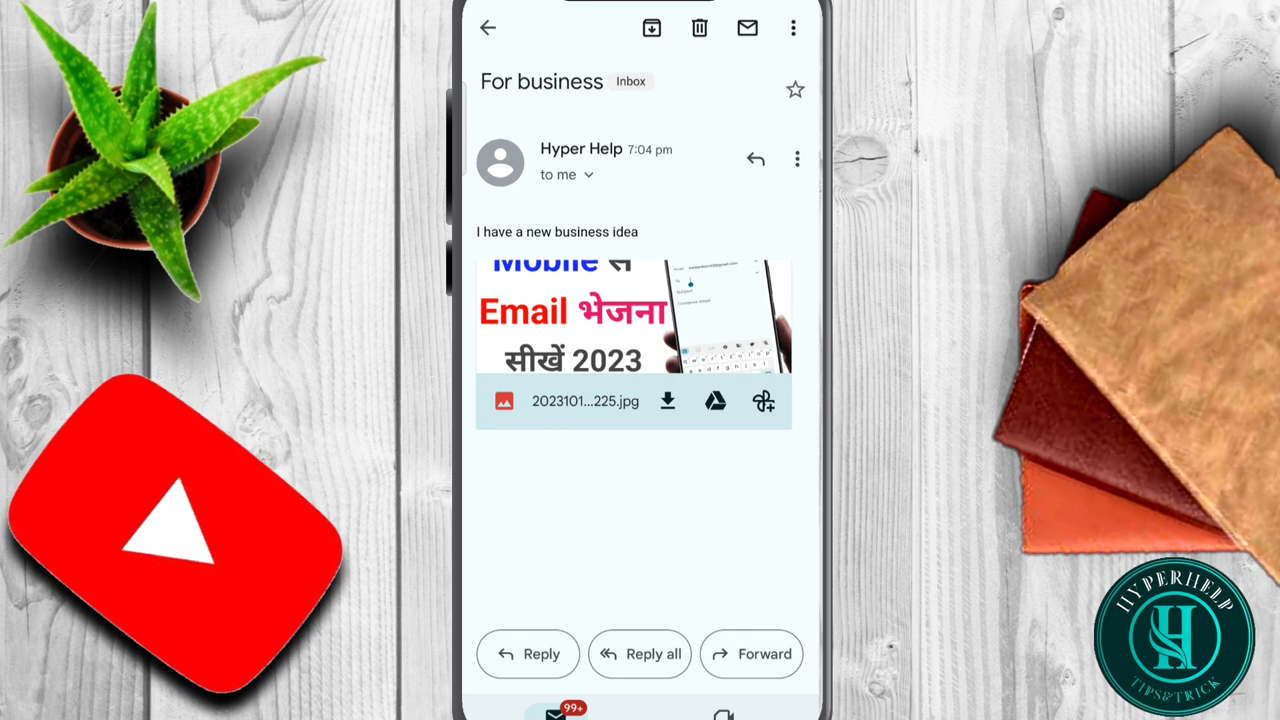 For business Inbox
Hyper Help 7:04 pm
to me
I have a new business idea
Mobile से
Email भेजना
सीखें 2023
2023101...225.jpg
Reply
Reply all
Forward
99+
HYPERHELP
H
TIPS&TRICK